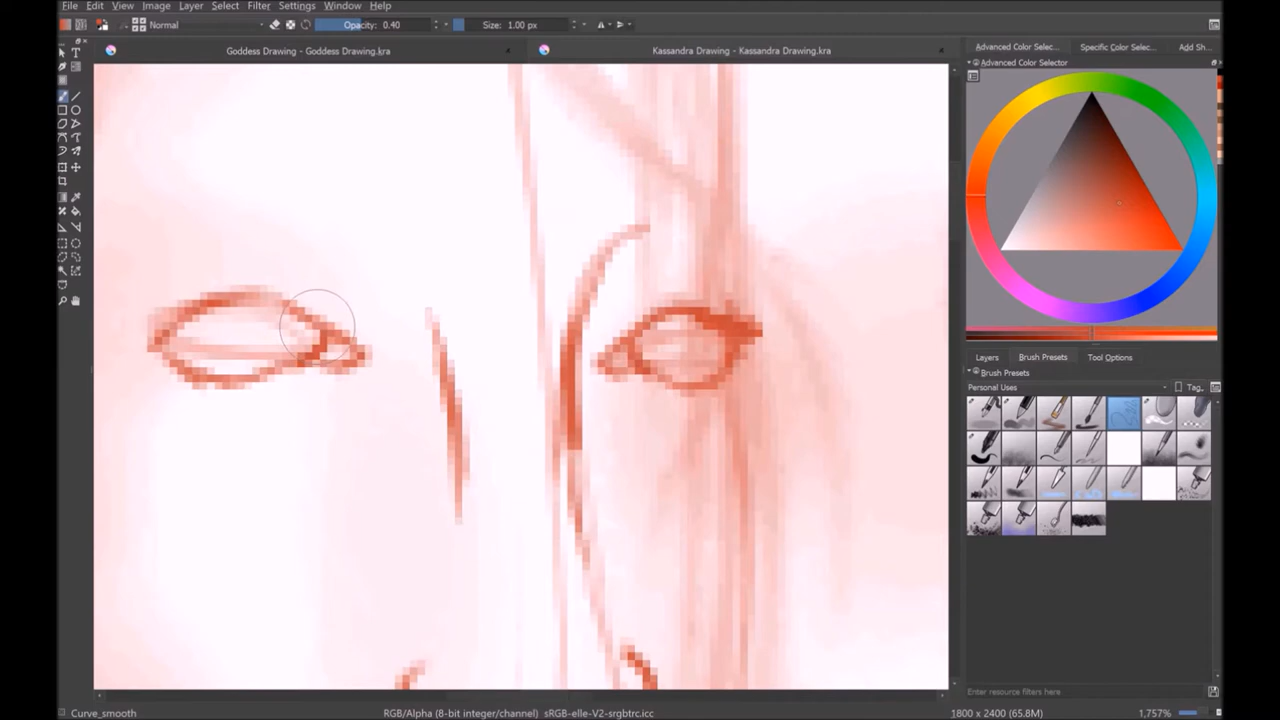 File Edit View Image Layer Select Filter Settings Window Help
Normal Opacity: 0.40 Size: 1.00 px
Goddess Drawing - Goddess Drawing.kra
Kassandra Drawing - Kassandra Drawing.kra
Advanced Color Selec... Specific Color Selec... Add Sh...
Advanced Color Selector
Layers Brush Presets Tool Options
Brush Presets
Personal Uses Tag
Enter resource filters here
Curve_smooth RGB/Alpha (8-bit integer/channel) sRGB-elle-V2-srgbtrc.icc 1800 x 2400 (65.8M) 1,757%